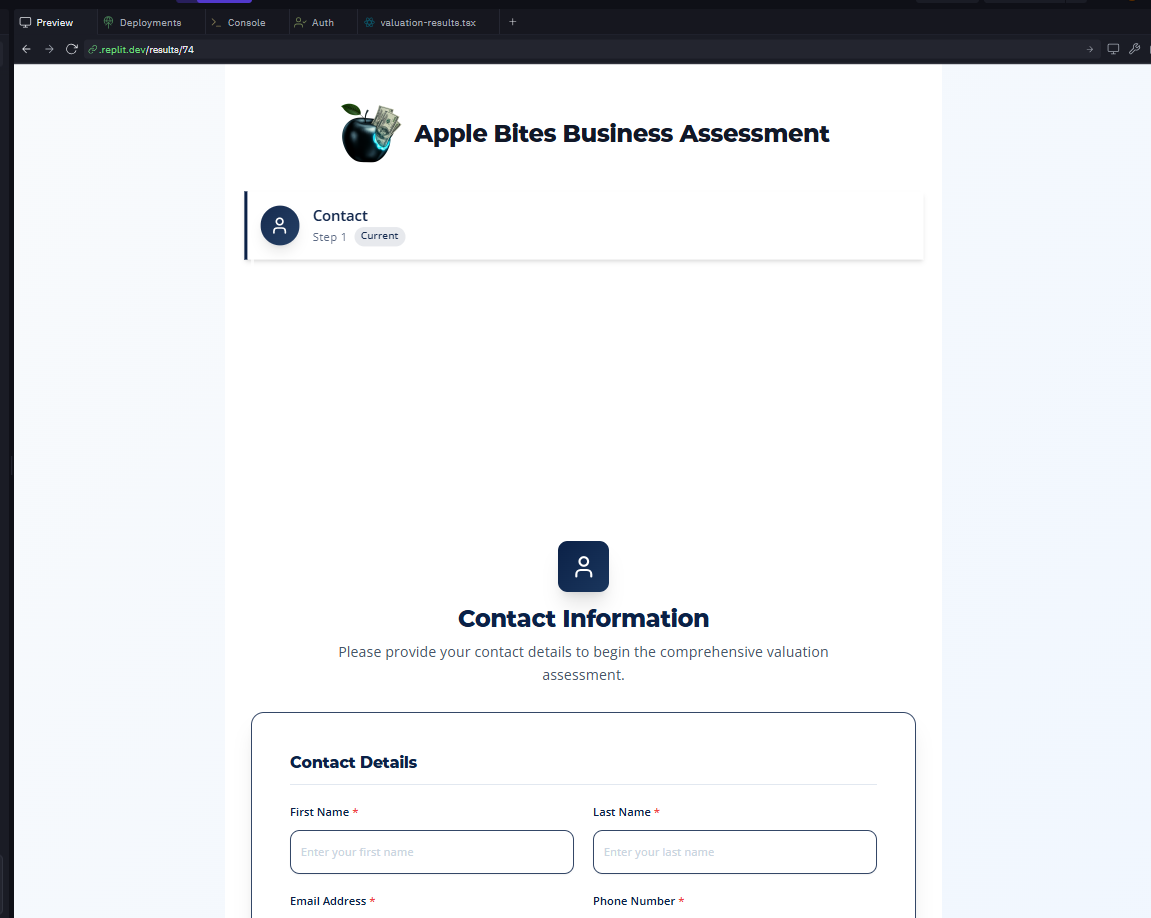 Preview Deployments Console Auth valuation-results.tsx
.replit.dev/results/74
Apple Bites Business Assessment
Contact
Step 1 Current
Contact Information
Please provide your contact details to begin the comprehensive valuation
assessment.
Contact Details
First Name * Last Name *
Enter your first name Enter your last name
Email Address * Phone Number *